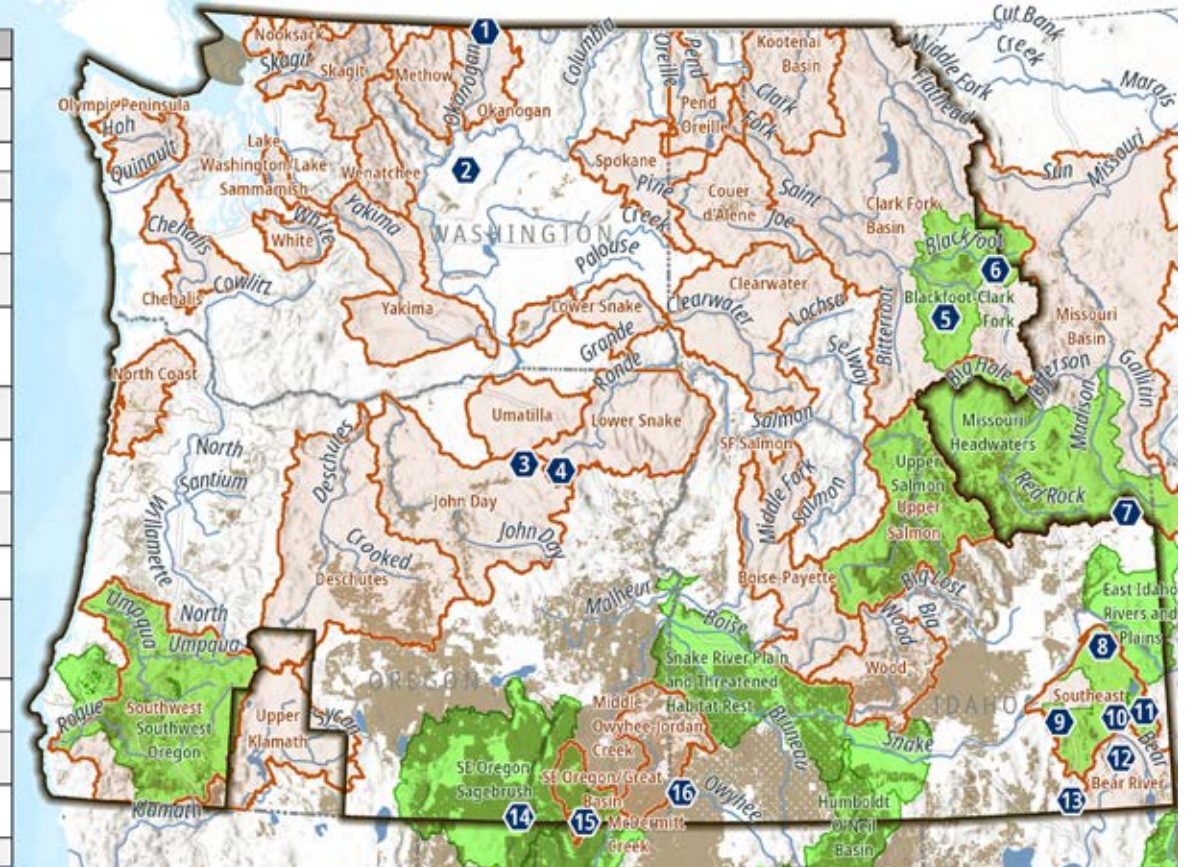 1
Cut Bank
Creek
Nooksack
Skagit
Skagit
Methow
Okanogan
Okanogan
Columbia
Pend
Oreille
Kootenai
Basin
Middle Fork
Flathead
Marais
Olympic Peninsula
Hoh
Quinault
Lake
Washington/Lake
Sammamish
Wenatchee
2
Pend
Oreille
Clark
Fork
Spokane
Pine
Creek
Couer
d'Alene
Saint
Joe
Clark Fork
Basin
Sun
Missouri
Chehalis
Chehalis
White
White
Yakima
Yakima
Cowlitz
WASHINGTON
Palouse
Lower Snake
Clearwater
Clearwater
Lochsa
Selway
Bitterroot
Blackfoot
6
Blackfoot-Clark
Fork
5
Missouri
Basin
Grande
Ronde
Big Hole
Jefferson
Madison
Gallitin
North Coast
Umatilla
Lower Snake
3
4
Deschutes
John Day
John Day
Crooked
Deschutes
North
Santium
Willamette
Salmon
SF Salmon
Middle Fork
Salmon
Upper
Salmon
Upper
Salmon
Missouri
Headwaters
Red Rock
7
Boise-Payette
Big Lost
Big
Wood
Wood
East Idaho
Rivers and
Plains
8
Umpqua
North
Umpqua
Malheur
Boise
Snake River Plain
and Threatened
Habitat Rest
OREGON
IDAHO
Rogue
Southwest
Southwest
Oregon
Upper
Klamath
Sycan
Klamath
Middle
Owyhee-Jordan
Creek
SE Oregon
Sagebrush
SE Oregon/Great
Basin
McDermitt
Creek
14
15
16
Owyhee
Bruneau
Snake
Humboldt
O'Neil
Basin
Southeast
9
10
11
Bear
12
Bear River
13